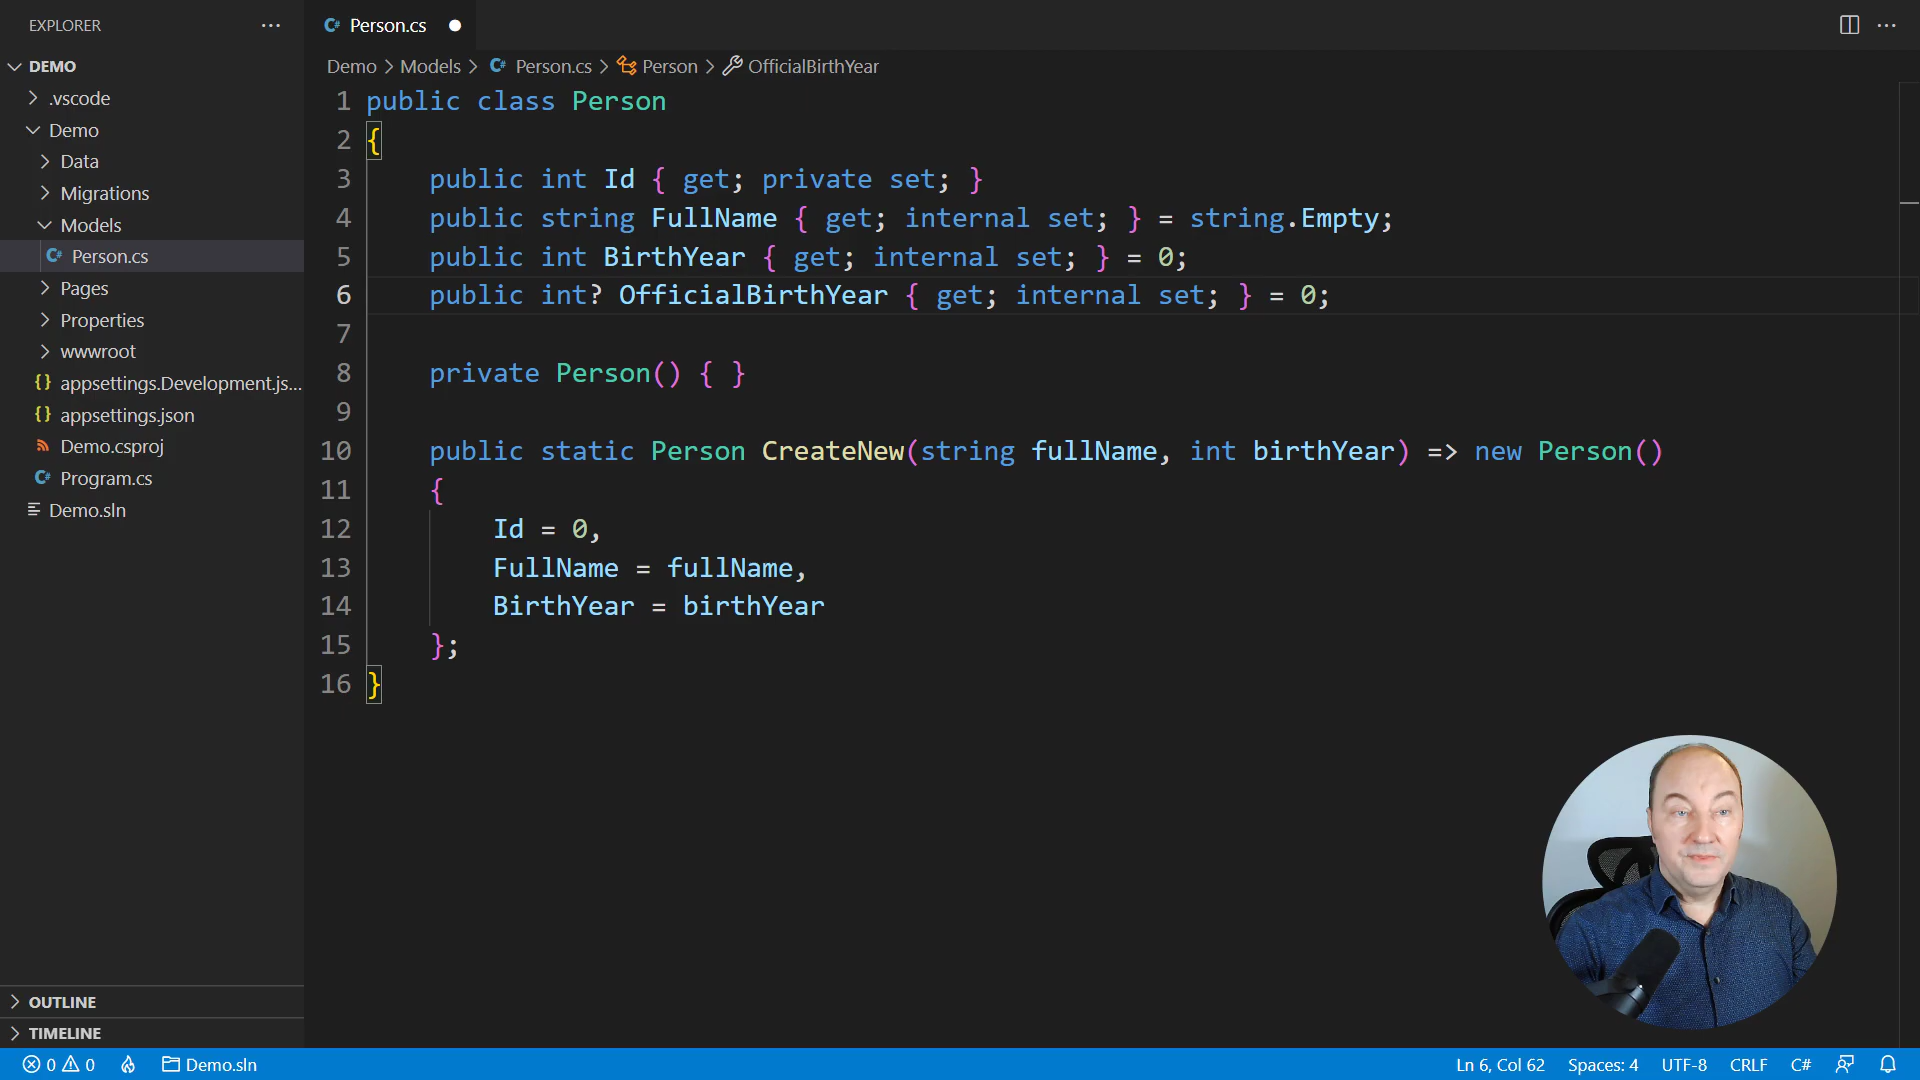 EXPLORER
DEMO
.vscode
Demo
Data
Migrations
Models
C# Person.cs
Pages
Properties
wwwroot
{} appsettings.Development.js...
{} appsettings.json
Demo.csproj
C# Program.cs
Demo.sln
OUTLINE
TIMELINE
C# Person.cs
Demo > Models > C# Person.cs > Person > OfficialBirthYear
1 public class Person
2 {
3 public int Id { get; private set; }
4 public string FullName { get; internal set; } = string.Empty;
5 public int BirthYear { get; internal set; } = 0;
6 public int? OfficialBirthYear { get; internal set; } = 0;
7
8 private Person() { }
9
10 public static Person CreateNew(string fullName, int birthYear) => new Person()
11 {
12 Id = 0,
13 FullName = fullName,
14 BirthYear = birthYear
15 };
16 }
0 0 Demo.sln
Ln 6, Col 62 Spaces: 4 UTF-8 CRLF C#